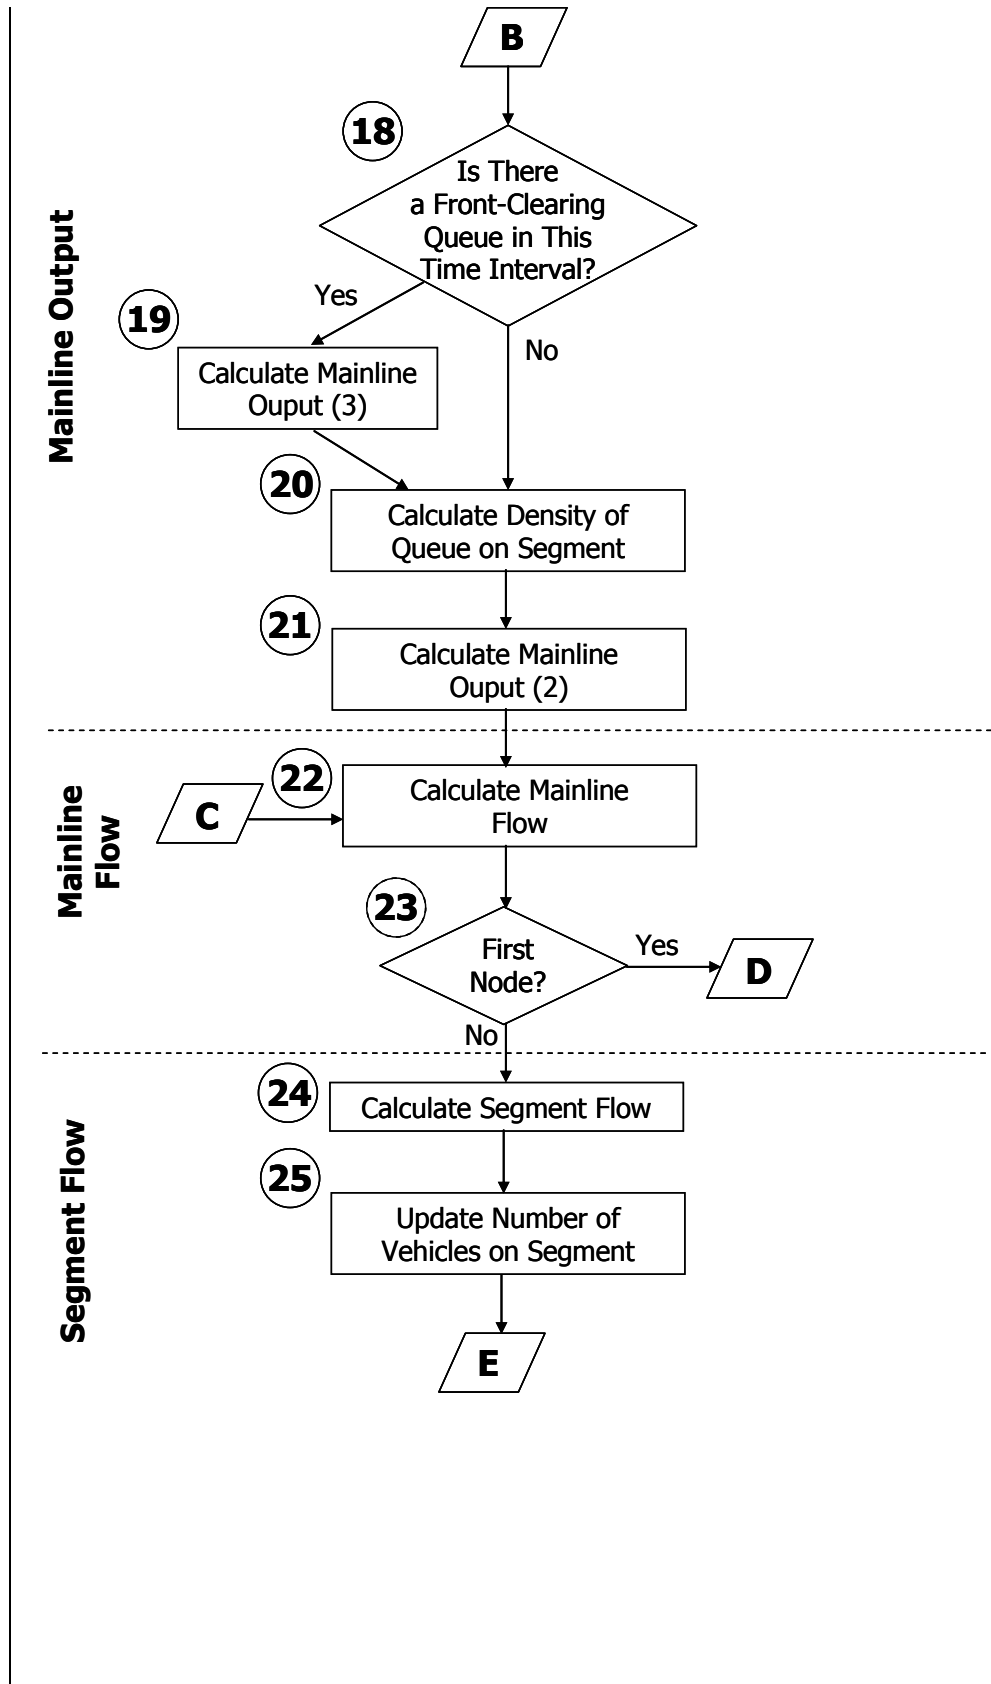 B
18
Is There
a Front-Clearing
Queue in This
Time Interval?
Mainline Output
Yes
19
No
Calculate Mainline
Ouput (3)
20
Calculate Density of
Queue on Segment
21
Calculate Mainline
Ouput (2)
Mainline
Flow
22
C
Calculate Mainline
Flow
23
First
Node?
Yes
D
No
Segment Flow
24
Calculate Segment Flow
25
Update Number of
Vehicles on Segment
E